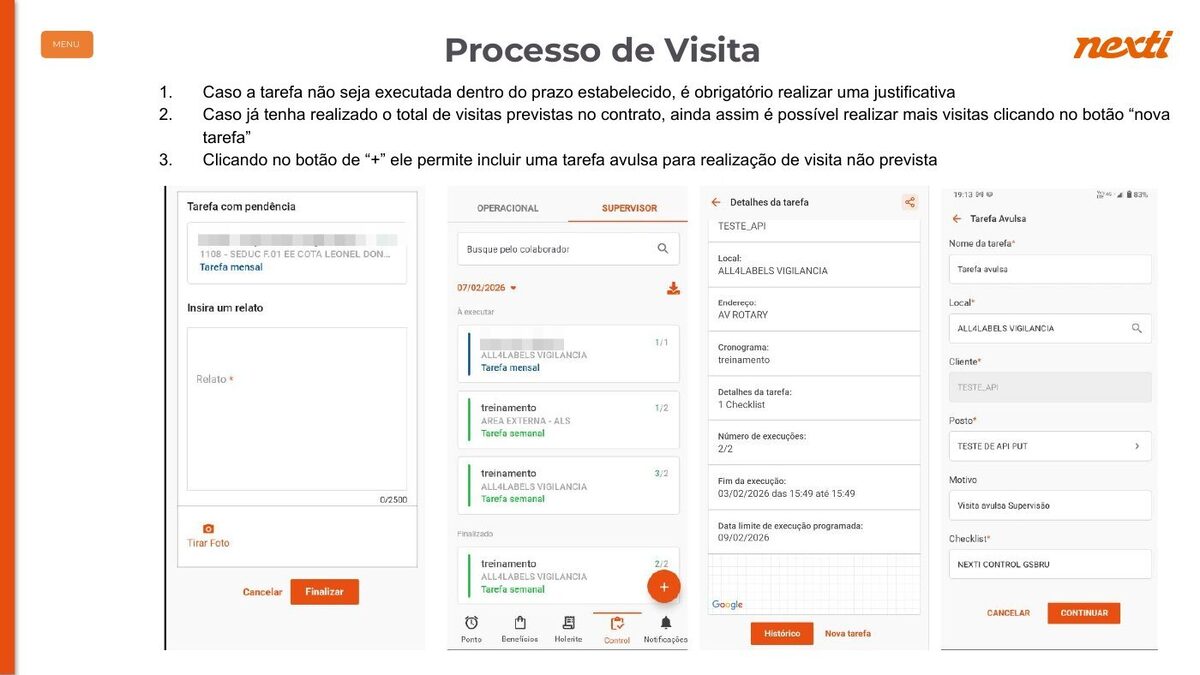 MENU
Processo de Visita
nexti
1. Caso a tarefa não seja executada dentro do prazo estabelecido, é obrigatório realizar uma justificativa
2. Caso já tenha realizado o total de visitas previstas no contrato, ainda assim é possível realizar mais visitas clicando no botão “nova
tarefa”
3. Clicando no botão de “+” ele permite incluir uma tarefa avulsa para realização de visita não prevista
Tarefa com pendência
1108 - SEDUC F.01 EE COTA LEONEL DON...
Tarefa mensal
Insira um relato
Relato *
0/2500
Tirar Foto
Cancelar
Finalizar
OPERACIONAL
SUPERVISOR
Busque pelo colaborador
07/02/2026
À executar
1/1
ALL4LABELS VIGILANCIA
Tarefa mensal
treinamento 1/2
AREA EXTERNA - ALS
Tarefa semanal
treinamento 3/2
ALL4LABELS VIGILANCIA
Tarefa semanal
Finalizado
treinamento 2/2
ALL4LABELS VIGILANCIA
Tarefa semanal
+
Ponto
Benefícios
Holerite
Control
Notificações
Detalhes da tarefa
TESTE_API
Local:
ALL4LABELS VIGILANCIA
Endereço:
AV ROTARY
Cronograma:
treinamento
Detalhes da tarefa:
1 Checklist
Número de execuções:
2/2
Fim da execução:
03/02/2026 das 15:49 até 15:49
Data limite de execução programada:
09/02/2026
Google
Histórico
Nova tarefa
19:13
83%
Tarefa Avulsa
Nome da tarefa*
Tarefa avulsa
Local*
ALL4LABELS VIGILANCIA
Cliente*
TESTE_API
Posto*
TESTE DE API PUT
Motivo
Visita avulsa Supervisão
Checklist*
NEXTI CONTROL GSBRU
CANCELAR
CONTINUAR